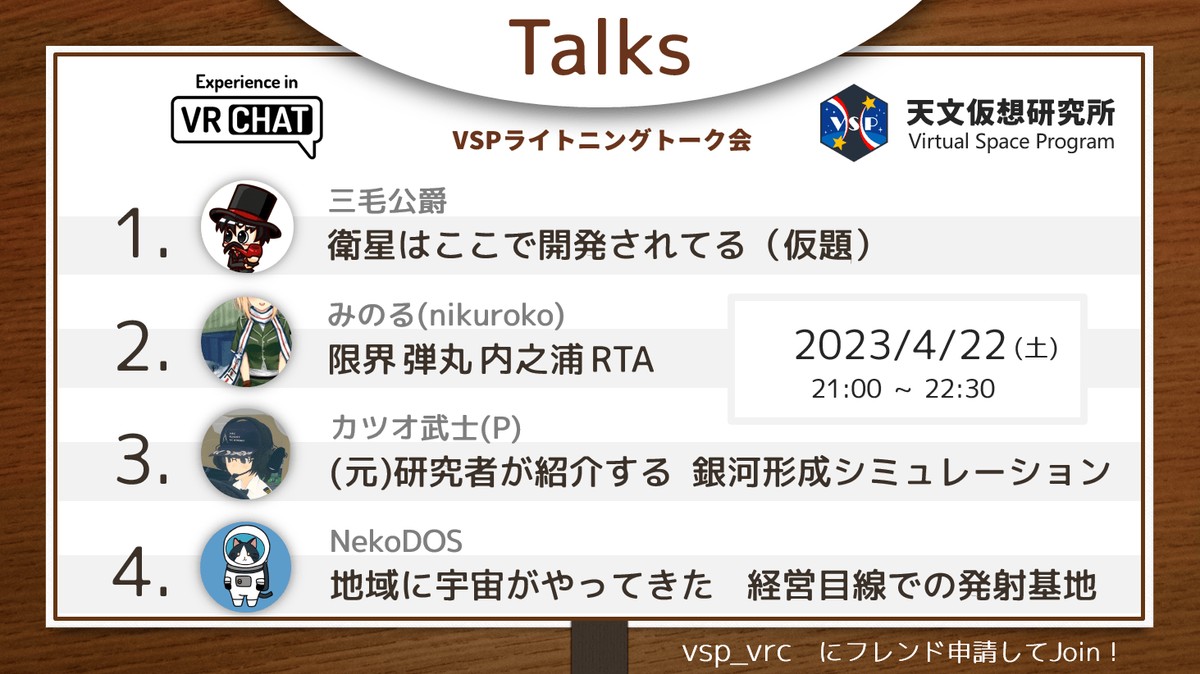 Talks
Experience in
VRCHAT
VSPライトニングトーク会
VSP
天文仮想研究所
Virtual Space Program
1.
三毛公爵
衛星はここで開発されてる（仮題）
2.
みのる(nikuroko)
限界 弾丸 内之浦 RTA
2023/4/22 (土)
21:00 ~ 22:30
3.
カツオ武士(P)
(元)研究者が紹介する 銀河形成シミュレーション
4.
NekoDOS
地域に宇宙がやってきた　経営目線での発射基地
vsp_vrc　にフレンド申請してJoin！